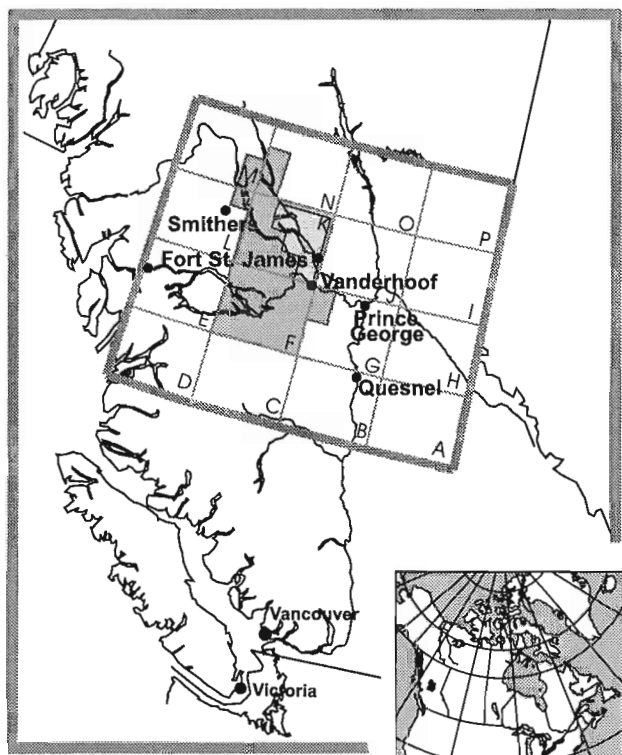 M
N
O
P
Smithers
K
L
Fort St. James
Vanderhoof
J
I
Prince
George
E
F
G
H
Quesnel
D
C
B
A
Vancouver
Victoria